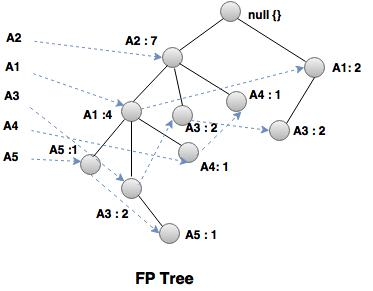 null {}
A2
A2 : 7
A1
A1: 2
A3
A4 : 1
A1 :4
A4
A3 : 2
A3 : 2
A5
A5 :1
A4: 1
A3 : 2
A5 : 1
FP Tree